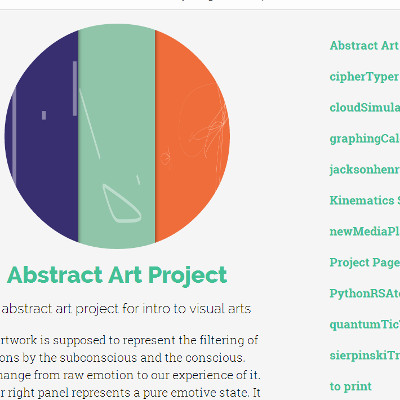 Abstract Art
cipherTyper
cloudSimula
graphingCal
jacksonhenr
Kinematics S
newMediaPl
Project Page
PythonRSAt
quantumTic
sierpinskiTr
to print
Abstract Art Project
abstract art project for intro to visual arts
rtwork is supposed to represent the filtering of
ons by the subconscious and the conscious.
hange from raw emotion to our experience of it.
r right panel represents a pure emotive state. It